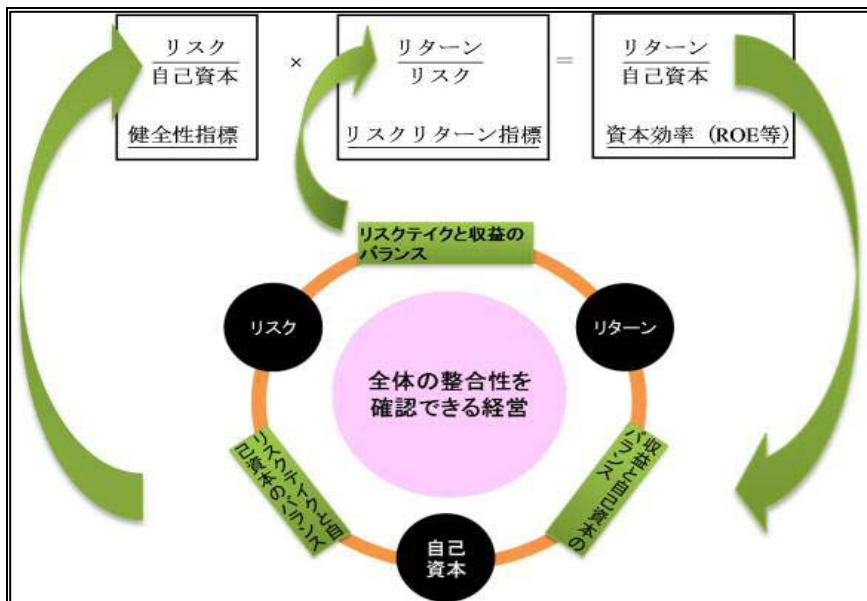 リスク
自己資本
健全性指標
×
リターン
リスク
リスクリターン指標
=
リターン
自己資本
資本効率（ROE等）
リスクテイクと収益の
バランス
リスク
リターン
全体の整合性を
確認できる経営
リスクテイクと自
己資本のバランス
収益と自己資本の
バランス
自己
資本